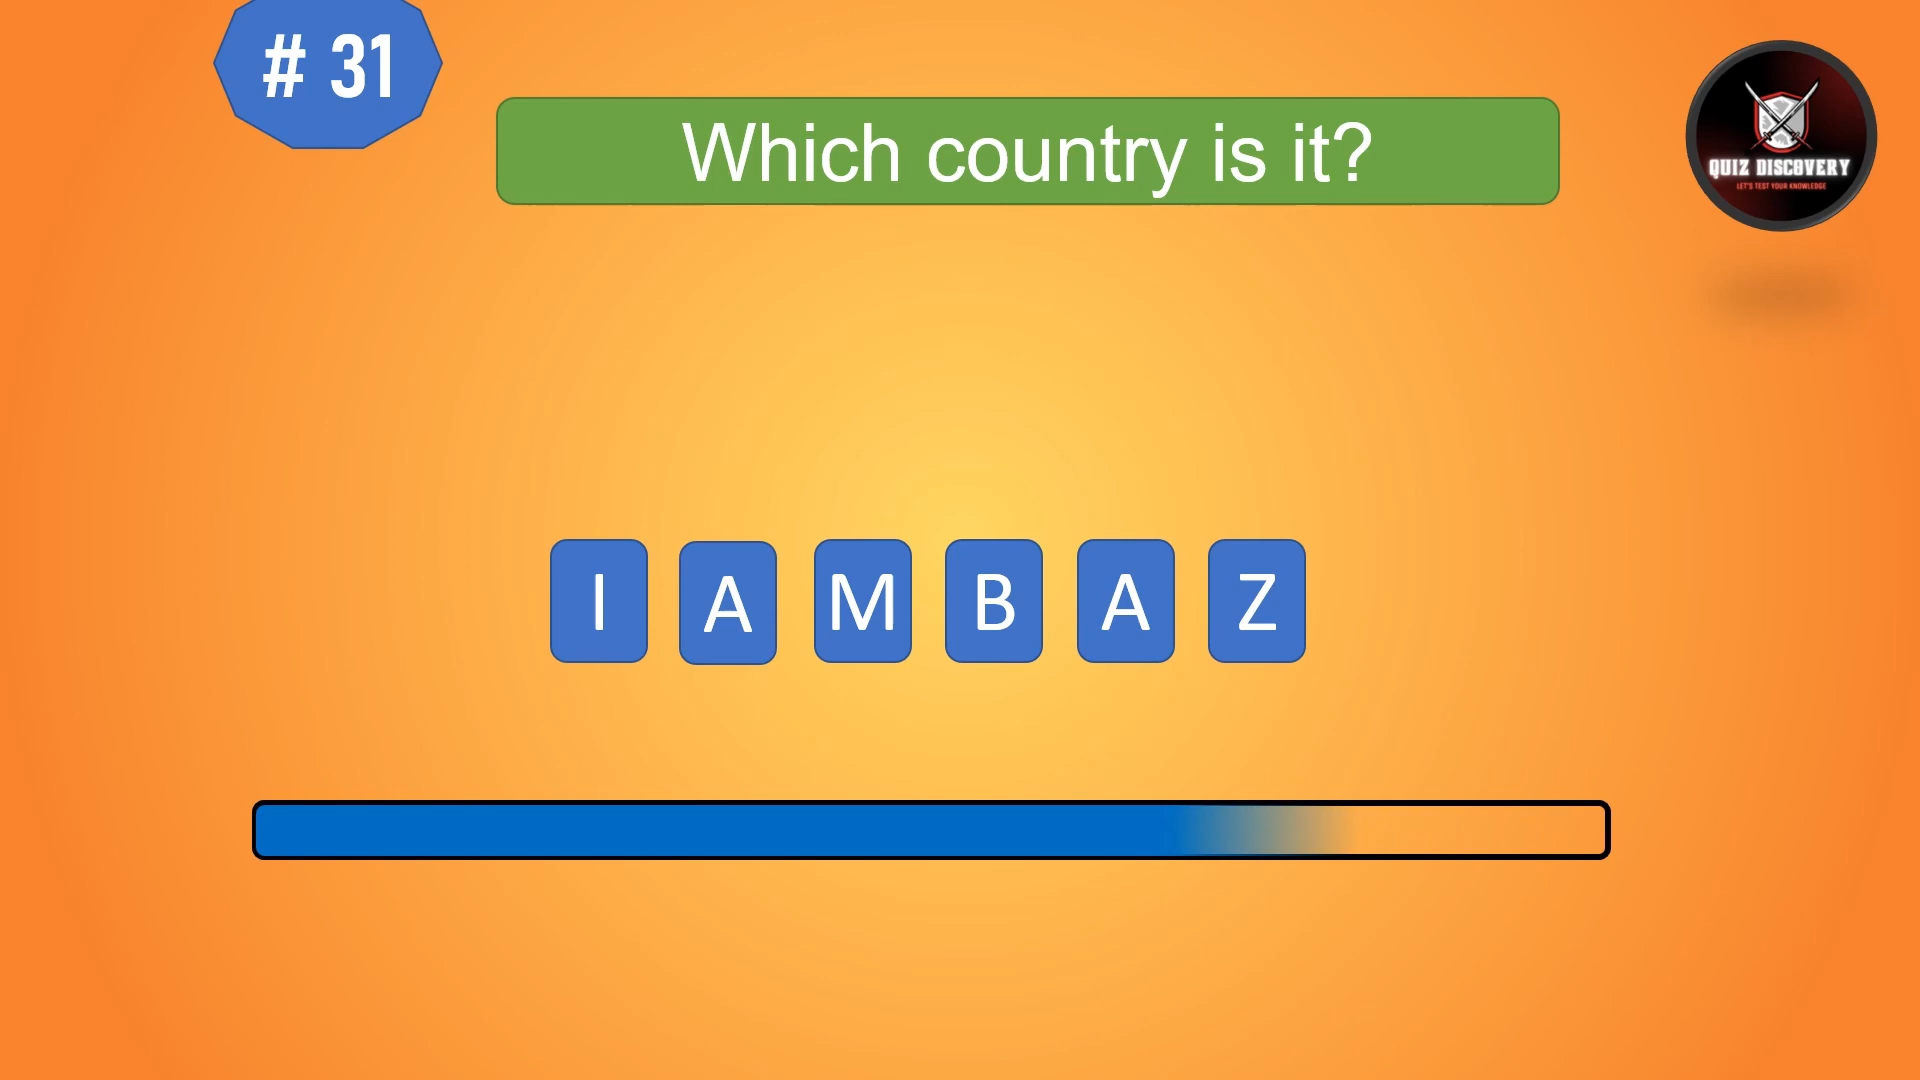 # 31
Which country is it?
QUIZ DISCOVERY
LET'S TEST YOUR KNOWLEDGE
I A M B A Z